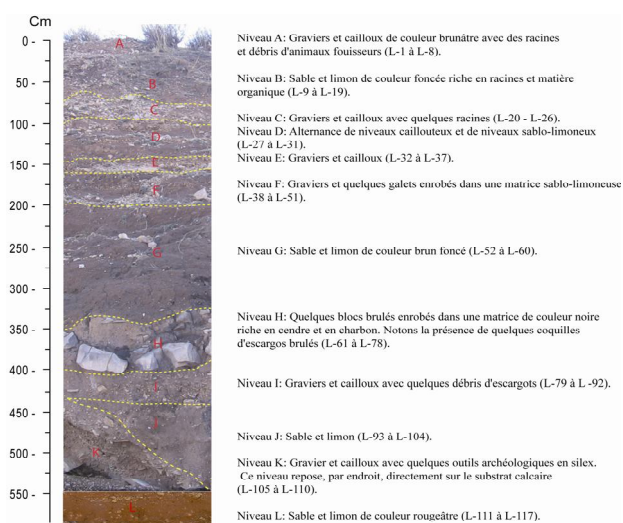 Cm
0 -
50 -
100 -
150 -
200 -
250 -
300 -
350 -
400 -
450 -
500 -
550 -
A
B
C
D
E
F
G
H
I
J
K
L
Niveau A: Graviers et cailloux de couleur brunâtre avec des racines
et débris d'animaux fouisseurs (L-1 à L-8).
Niveau B: Sable et limon de couleur foncée riche en racines et matière
organique (L-9 à L-19).
Niveau C: Graviers et cailloux avec quelques racines (L-20 - L-26).
Niveau D: Alternance de niveaux caillouteux et de niveaux sablo-limoneux
(L-27 à L-31).
Niveau E: Graviers et cailloux (L-32 à L-37).
Niveau F: Graviers et quelques galets enrobés dans une matrice sablo-limoneuse
(L-38 à L-51).
Niveau G: Sable et limon de couleur brun foncé (L-52 à L-60).
Niveau H: Quelques blocs brulés enrobés dans une matrice de couleur noire
riche en cendre et en charbon. Notons la présence de quelques coquilles
d'escargos brulés (L-61 à L-78).
Niveau I: Graviers et cailloux avec quelques débris d'escargots (L-79 à L -92).
Niveau J: Sable et limon (L-93 à L-104).
Niveau K: Gravier et cailloux avec quelques outils archéologiques en silex.
Ce niveau repose, par endroit, directement sur le substrat calcaire
(L-105 à L-110).
Niveau L: Sable et limon de couleur rougeâtre (L-111 à L-117).